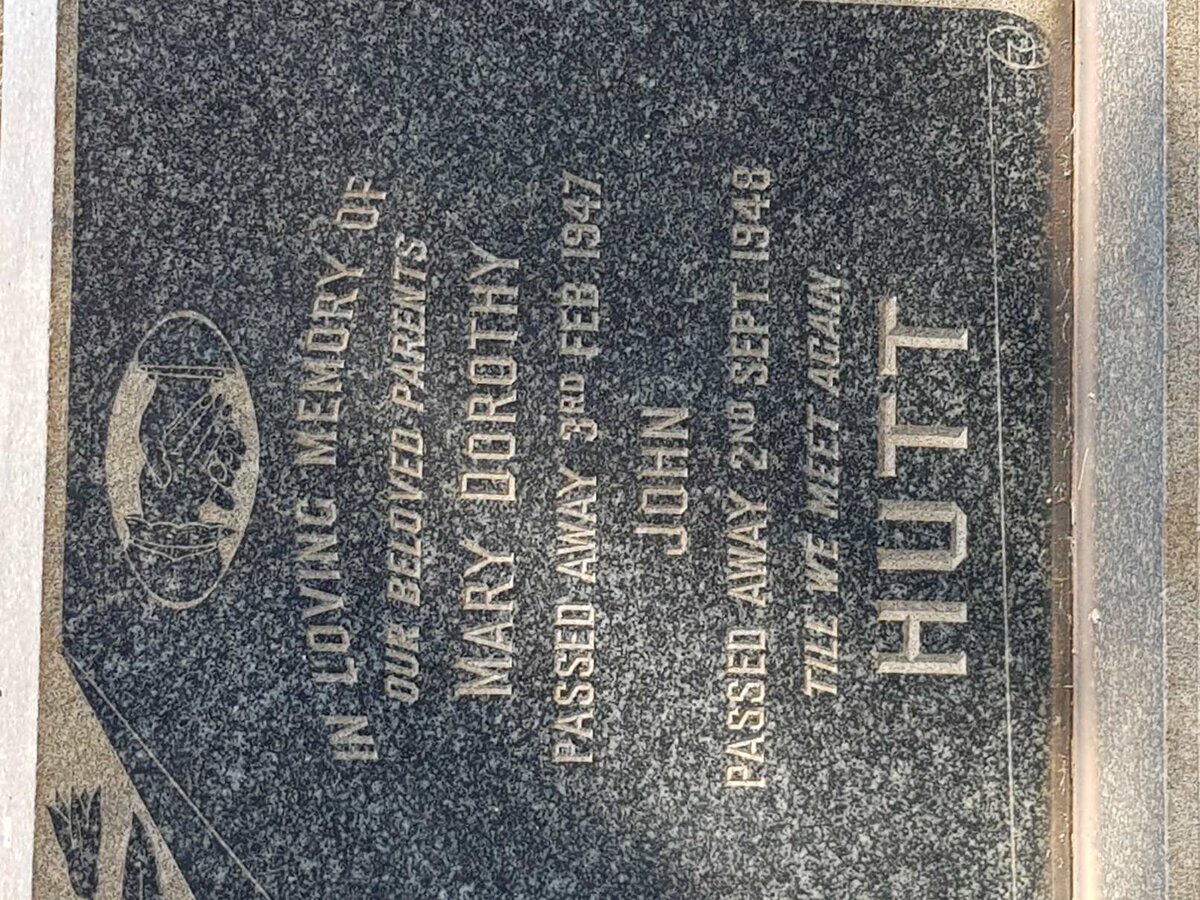 IN LOVING MEMORY OF
OUR BELOVED PARENTS
MARY DOROTHY
PASSED AWAY 3RD FEB. 1947
JOHN
PASSED AWAY 2ND SEPT. 1948
TILL WE MEET AGAIN.
HUTT